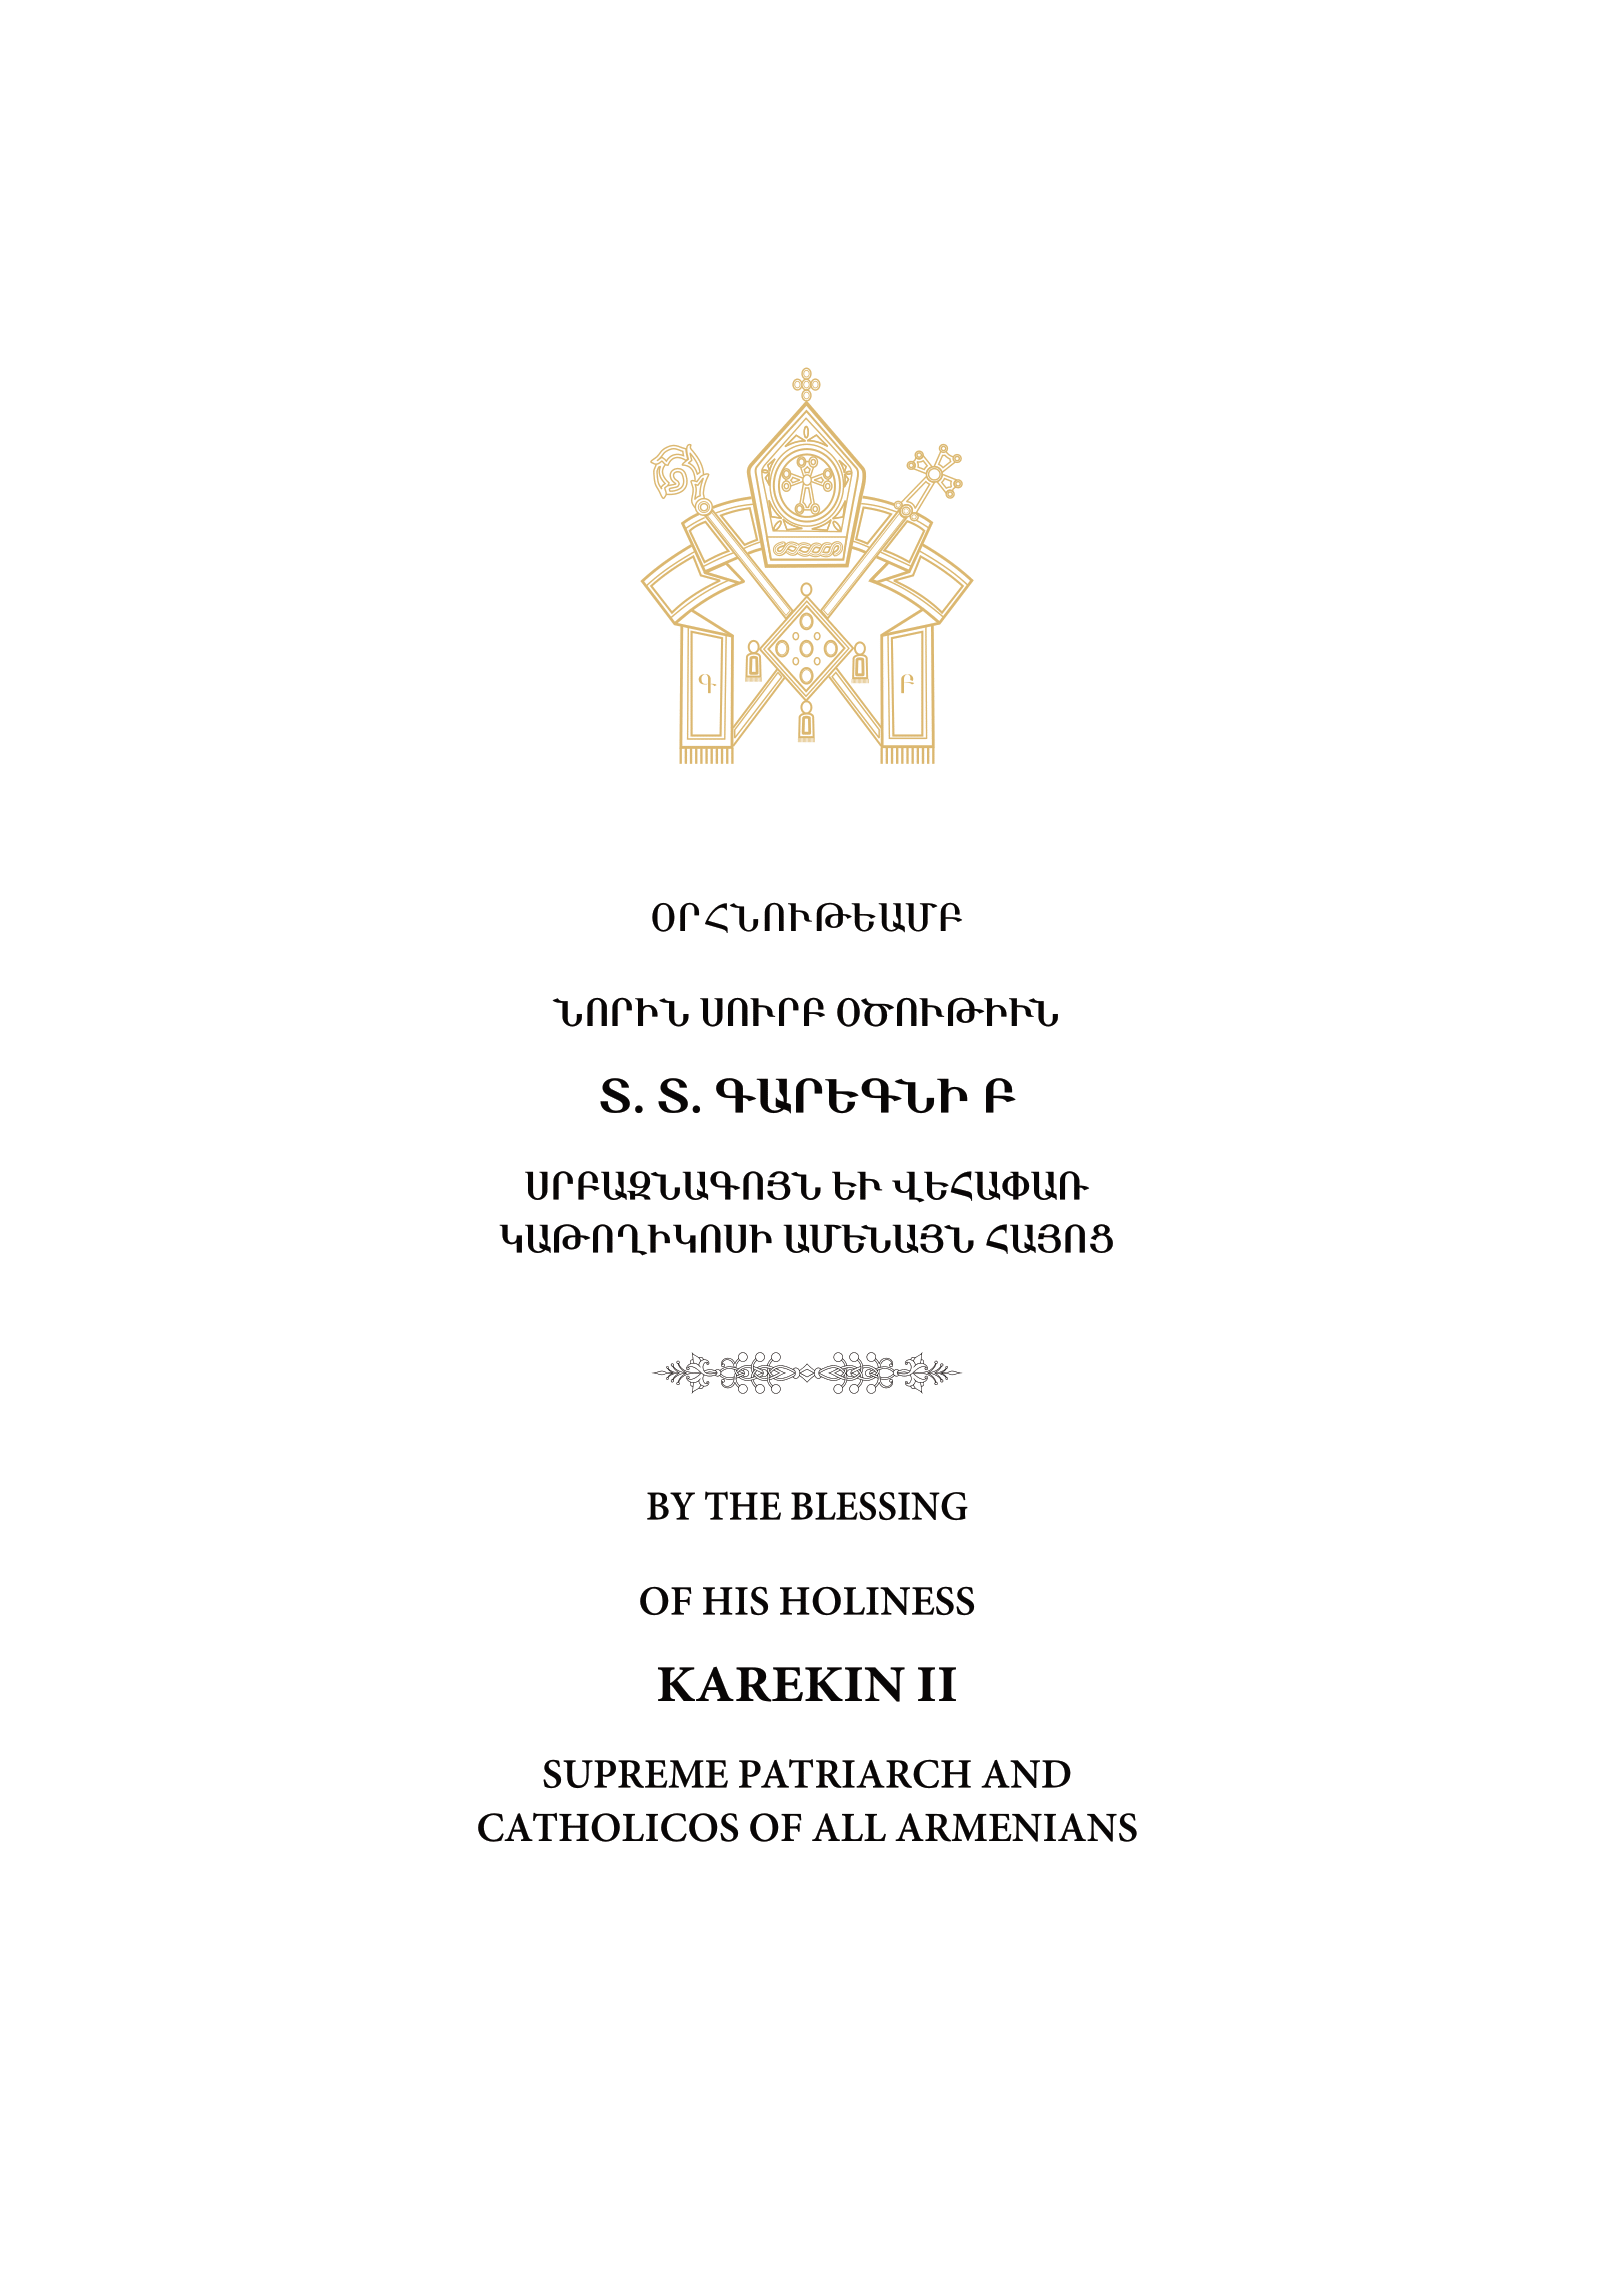 Գ
Բ
ՕՐՀՆՈՒԹԵԱՄԲ
ՆՈՐԻՆ ՍՈՒՐԲ ՕԾՈՒԹԻՒՆ
Տ. Տ. ԳԱՐԵԳՆԻ Բ
ՍՐԲԱԶՆԱԳՈՅՆ ԵՒ ՎԵՀԱՓԱՌ
ԿԱԹՈՂԻԿՈՍԻ ԱՄԵՆԱՅՆ ՀԱՅՈՑ
BY THE BLESSING
OF HIS HOLINESS
KAREKIN II
SUPREME PATRIARCH AND
CATHOLICOS OF ALL ARMENIANS